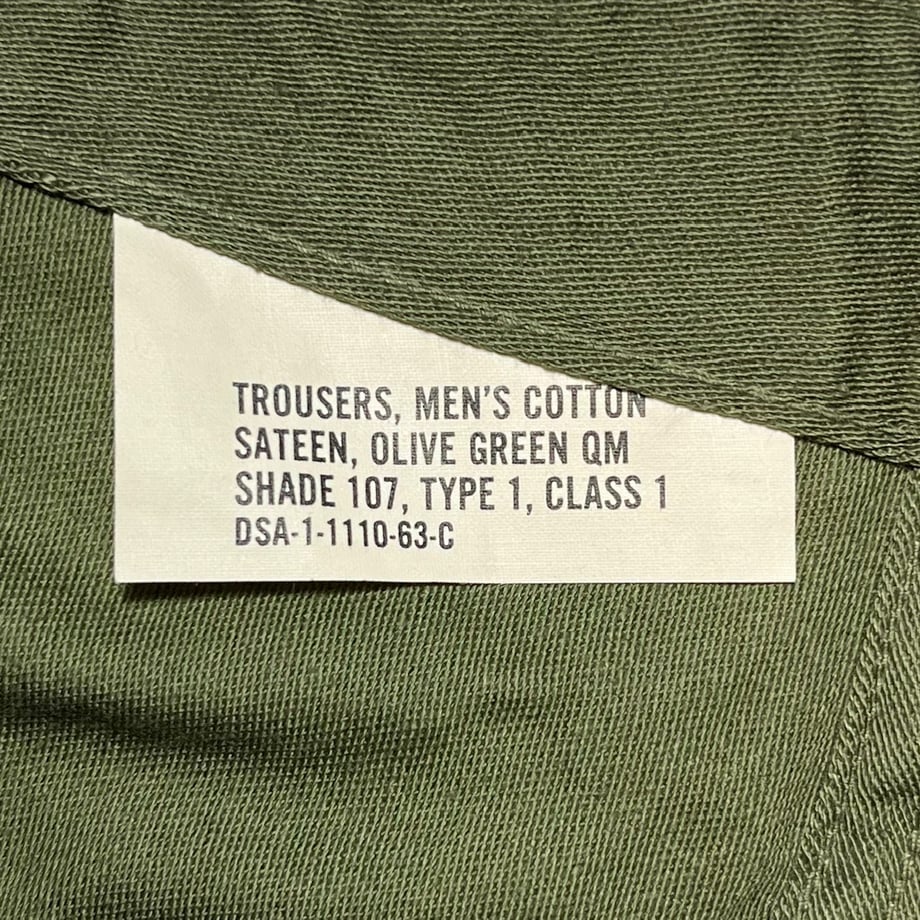 TROUSERS, MEN'S COTTON
SATEEN, OLIVE GREEN QM
SHADE 107, TYPE 1, CLASS 1
DSA-1-1110-63-C